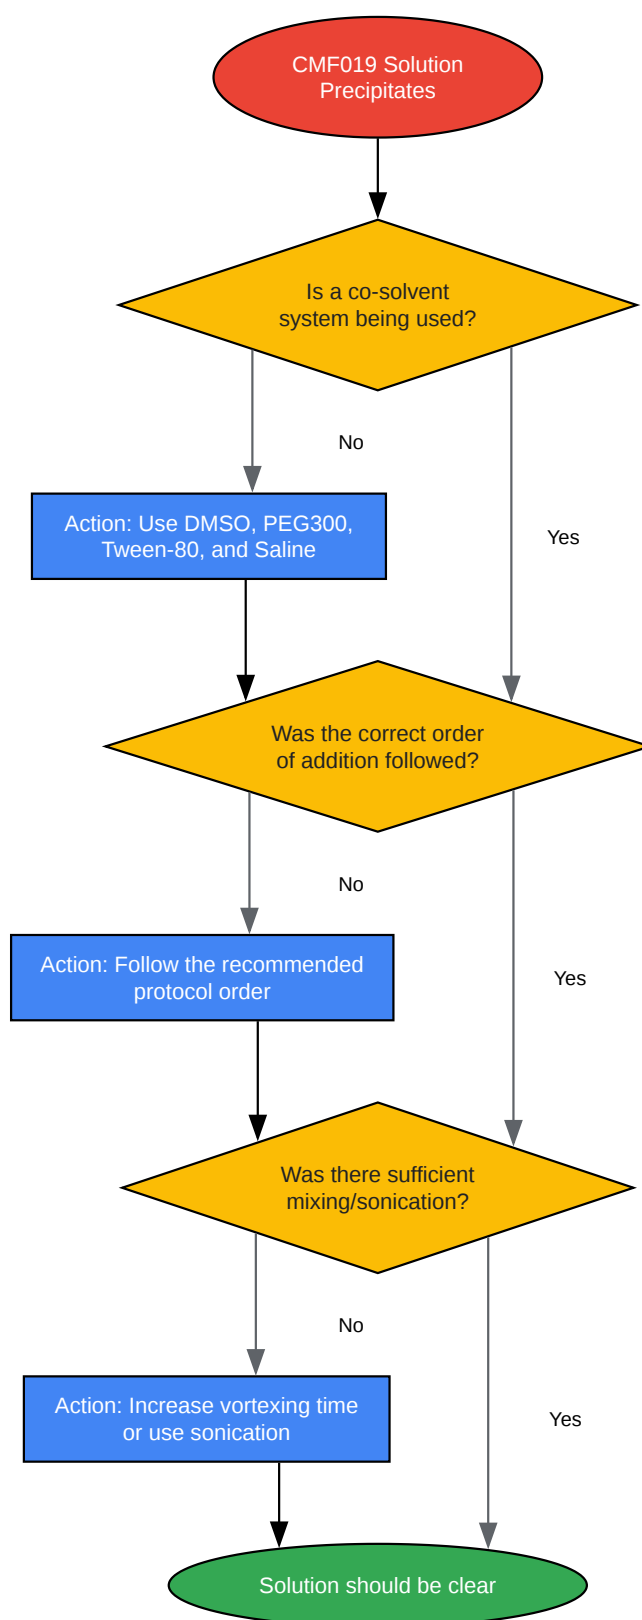 CMF019 Solution
Precipitates
Is a co-solvent
system being used?
No
Action: Use DMSO, PEG300,
Tween-80, and Saline
Yes
Was the correct order
of addition followed?
No
Action: Follow the recommended
protocol order
Yes
Was there sufficient
mixing/sonication?
No
Action: Increase vortexing time
or use sonication
Yes
Solution should be clear